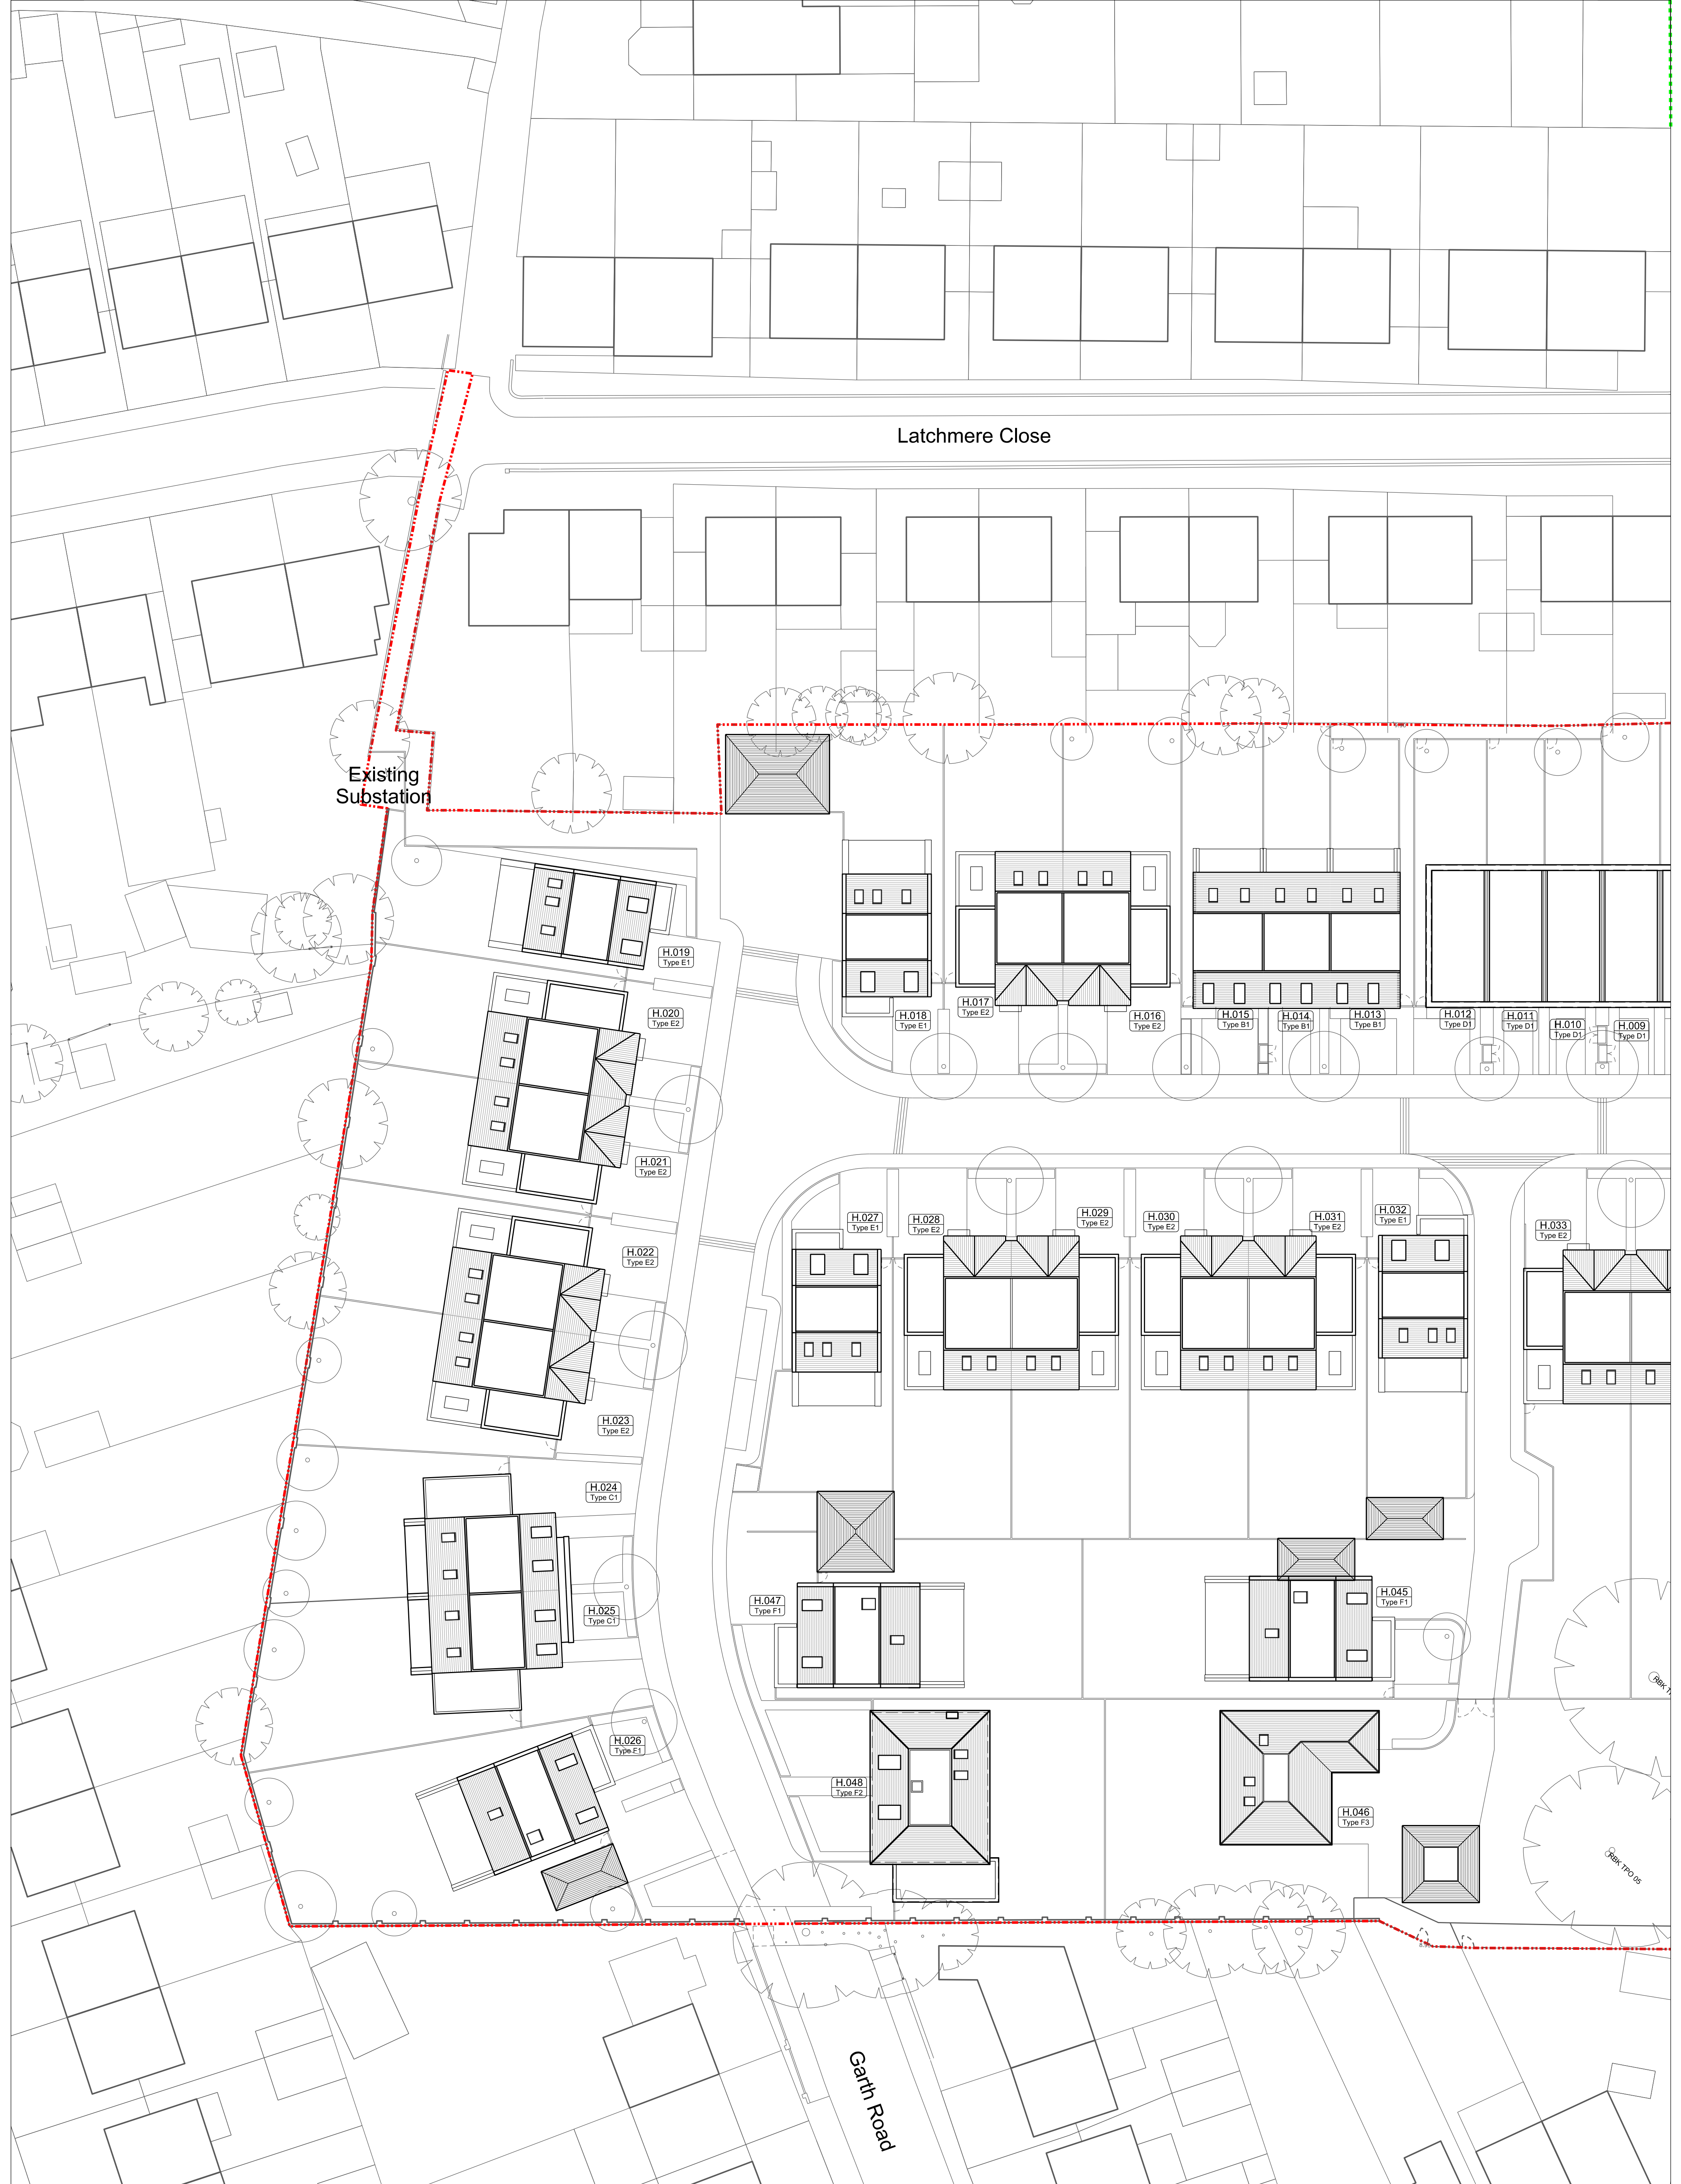 Latchmere Close
Existing
Substation
H.019
Type E1
H.020
Type E2
H.018
Type E1
H.017
Type E2
H.016
Type E2
H.015
Type B1
H.014
Type B1
H.013
Type B1
H.012
Type D1
H.011
Type D1
H.010
Type D1
H.009
Type D1
H.021
Type E2
H.022
Type E2
H.027
Type E1
H.028
Type E2
H.029
Type E2
H.030
Type E2
H.031
Type E2
H.032
Type E1
H.033
Type E2
H.023
Type E2
H.024
Type C1
H.025
Type C1
H.047
Type F1
H.045
Type F1
RBK
H.026
Type F1
H.048
Type F2
H.046
Type F3
RBK TPO 05
Garth Road